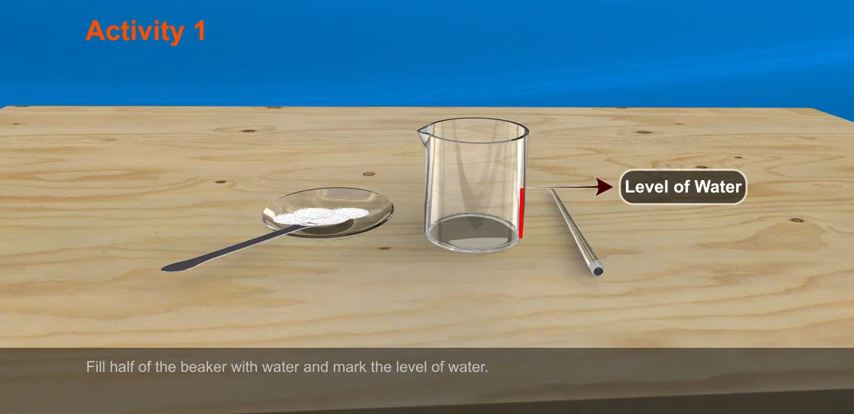 Activity 1
Level of Water
Fill half of the beaker with water and mark the level of water.